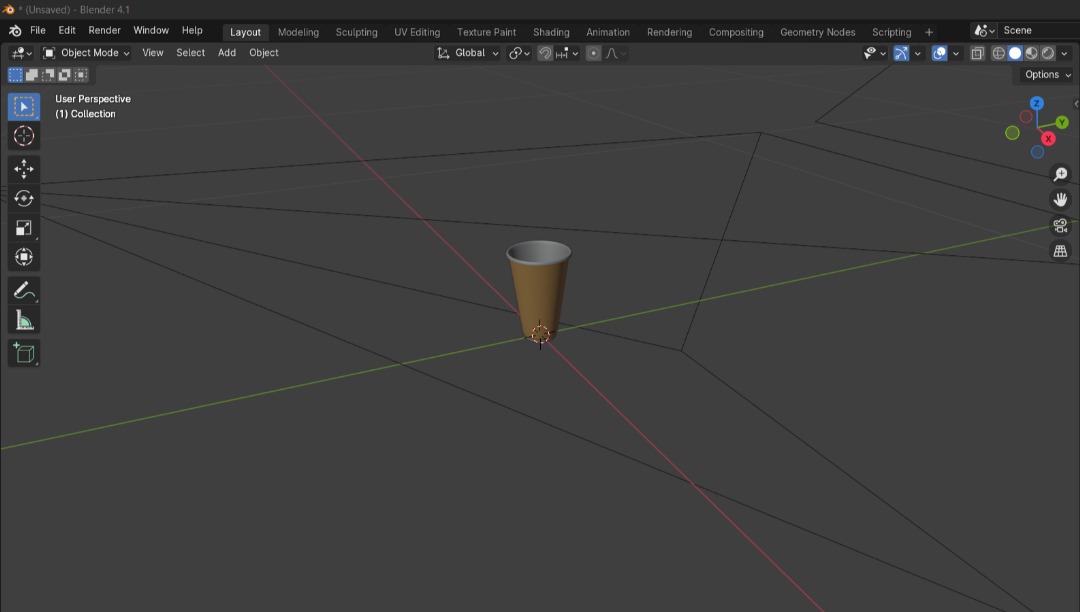 * (Unsaved) - Blender 4.1
File Edit Render Window Help Layout Modeling Sculpting UV Editing Texture Paint Shading Animation Rendering Compositing Geometry Nodes Scripting + Scene
Object Mode View Select Add Object Global
Options
User Perspective
(1) Collection
Z
Y
X